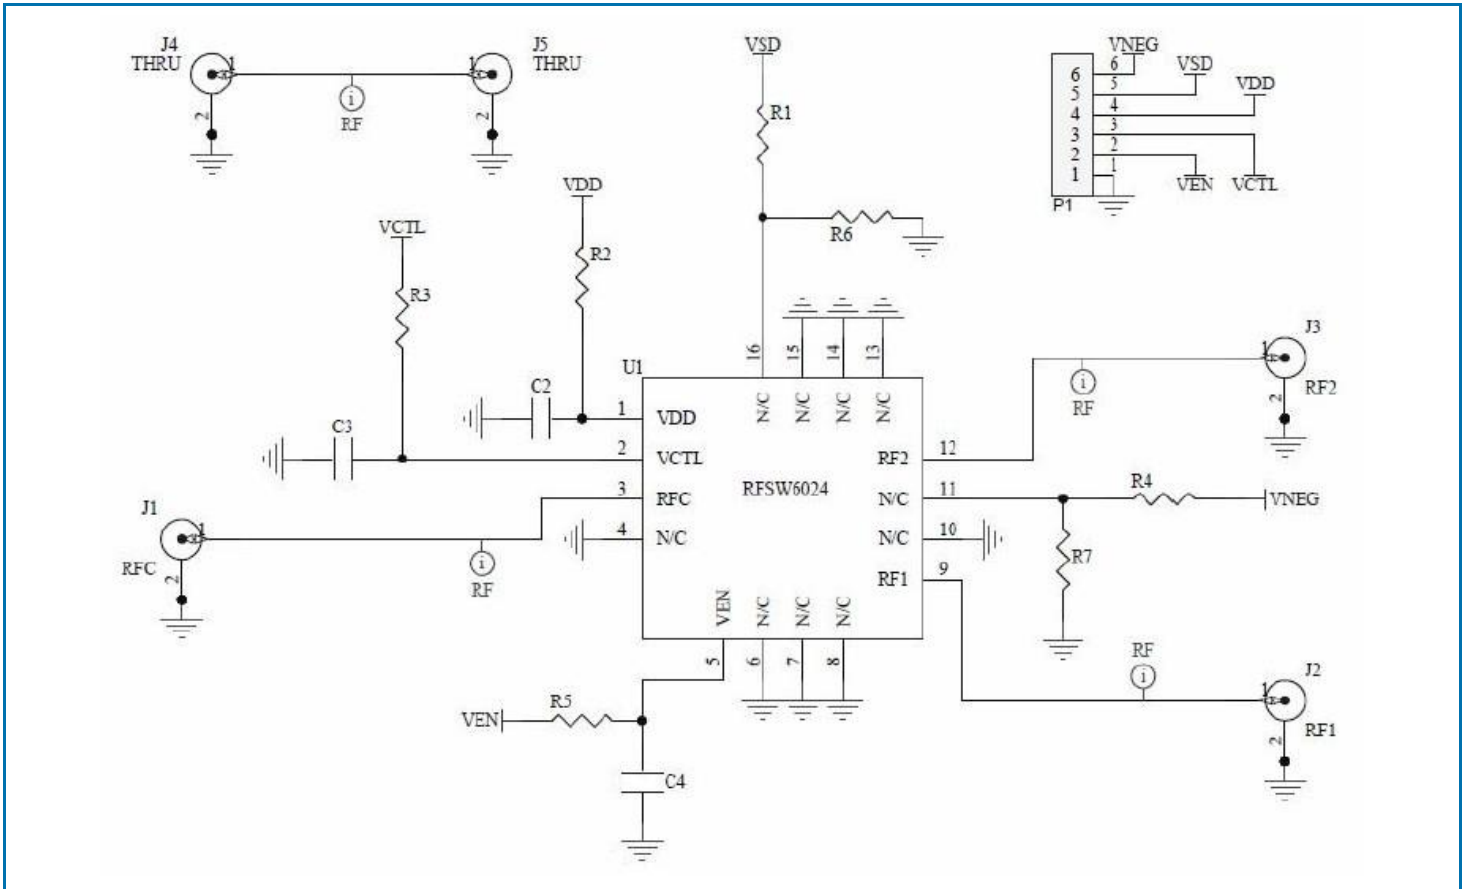 J4
THRU
1
2
RF
J5
THRU
1
2
VSD
R1
R6
VNEG
VSD
VDD
VEN
VCTL
6 6
5 5
4 4
3 3
2 2
1 1
P1
VDD
R2
VCTL
R3
C2
C3
U1
16 15 14 13
N/C N/C N/C N/C
1 VDD
2 VCTL
3 RFC
4 N/C
RFSW6024
RF2 12
N/C 11
N/C 10
RF1 9
VEN N/C N/C N/C
5 6 7 8
J1
RFC
1
2
RF
J3
RF2
1
2
RF
R4
VNEG
R7
RF
J2
RF1
1
2
VEN
R5
C4